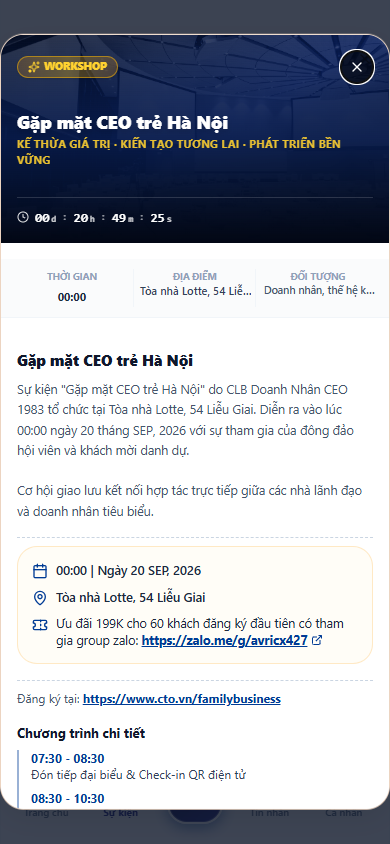 WORKSHOP
Gặp mặt CEO trẻ Hà Nội
KẾ THỪA GIÁ TRỊ · KIẾN TẠO TƯƠNG LAI · PHÁT TRIỂN BỀN
VỮNG
00d : 20h : 49m : 25s
THỜI GIAN
00:00
ĐỊA ĐIỂM
Tòa nhà Lotte, 54 Liễ...
ĐỐI TƯỢNG
Doanh nhân, thế hệ k...
Gặp mặt CEO trẻ Hà Nội
Sự kiện "Gặp mặt CEO trẻ Hà Nội" do CLB Doanh Nhân CEO
1983 tổ chức tại Tòa nhà Lotte, 54 Liễu Giai. Diễn ra vào lúc
00:00 ngày 20 tháng SEP, 2026 với sự tham gia của đông đảo
hội viên và khách mời danh dự.
Cơ hội giao lưu kết nối hợp tác trực tiếp giữa các nhà lãnh đạo
và doanh nhân tiêu biểu.
00:00 | Ngày 20 SEP, 2026
Tòa nhà Lotte, 54 Liễu Giai
Ưu đãi 199K cho 60 khách đăng ký đầu tiên có tham
gia group zalo: https://zalo.me/g/avricx427
Đăng ký tại: https://www.cto.vn/familybusiness
Chương trình chi tiết
07:30 - 08:30
Đón tiếp đại biểu & Check-in QR điện tử
08:30 - 10:30
Trang chủ
Sự kiện
Tin nhắn
Cá nhân